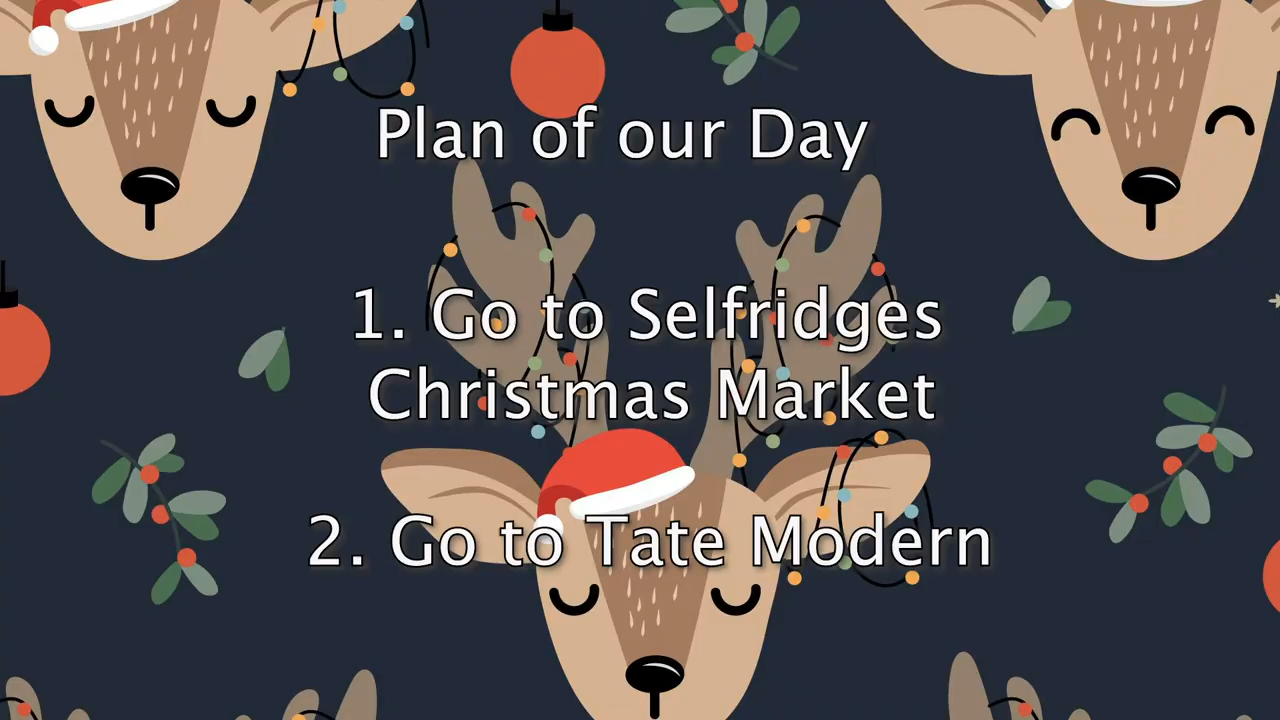 Plan of our Day
1. Go to Selfridges
Christmas Market
2. Go to Tate Modern